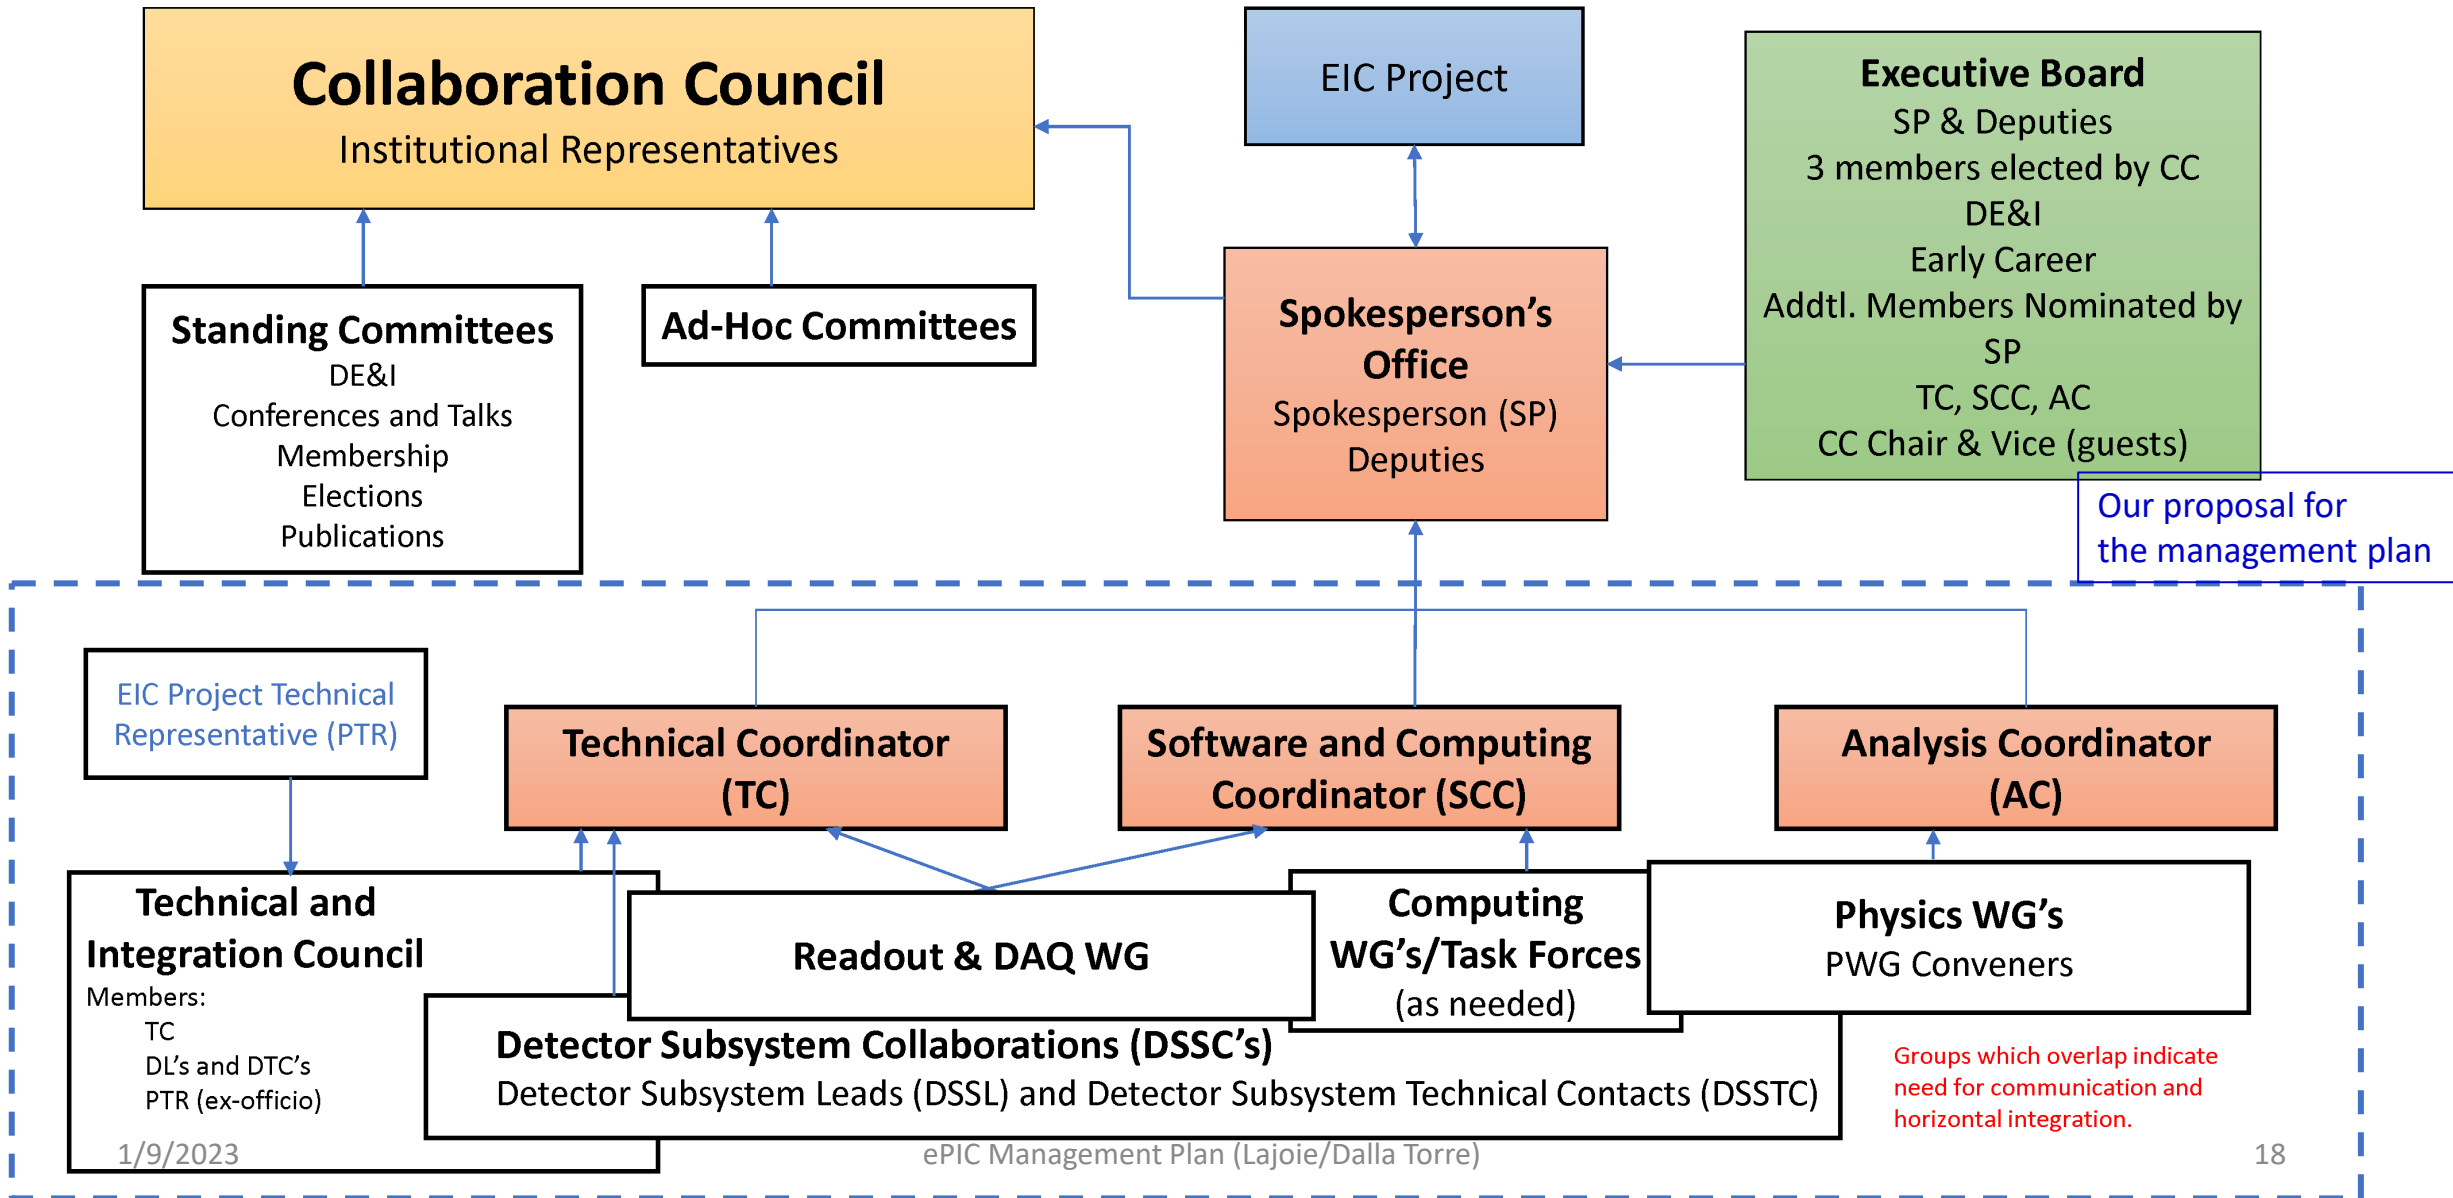 Collaboration Council
Institutional Representatives
EIC Project
Executive Board
SP & Deputies
3 members elected by CC
DE&I
Early Career
Addtl. Members Nominated by
SP
TC, SCC, AC
CC Chair & Vice (guests)
Our proposal for
the management plan
Standing Committees
DE&I
Conferences and Talks
Membership
Elections
Publications
Ad-Hoc Committees
Spokesperson’s
Office
Spokesperson (SP)
Deputies
EIC Project Technical
Representative (PTR)
Technical Coordinator
(TC)
Software and Computing
Coordinator (SCC)
Analysis Coordinator
(AC)
Technical and
Integration Council
Members:
TC
DL’s and DTC’s
PTR (ex-officio)
Readout & DAQ WG
Computing
WG’s/Task Forces
(as needed)
Physics WG’s
PWG Conveners
Detector Subsystem Collaborations (DSSC’s)
Detector Subsystem Leads (DSSL) and Detector Subsystem Technical Contacts (DSSTC)
Groups which overlap indicate
need for communication and
horizontal integration.
1/9/2023
ePIC Management Plan (Lajoie/Dalla Torre)
18